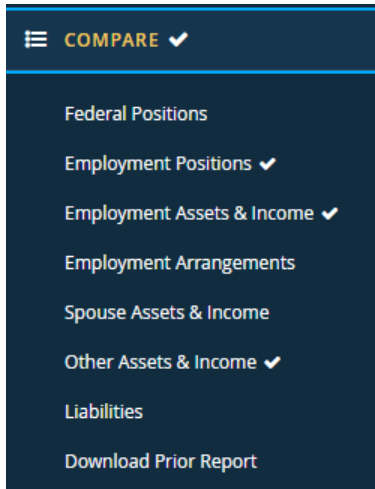 COMPARE ✔
Federal Positions
Employment Positions ✔
Employment Assets & Income ✔
Employment Arrangements
Spouse Assets & Income
Other Assets & Income ✔
Liabilities
Download Prior Report